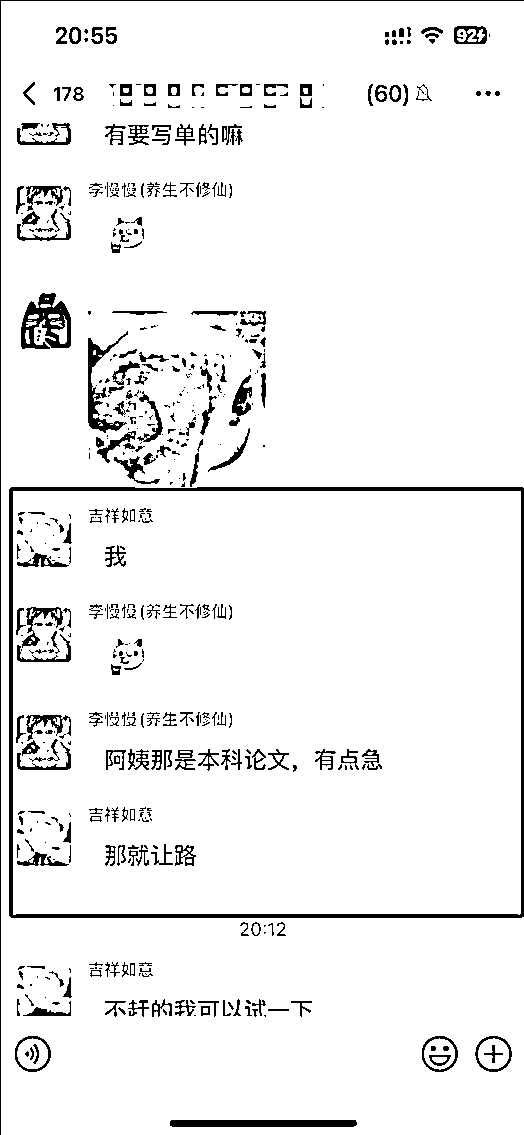 20:55
92
178
(60)
有要写单的嘛
李慢慢(养生不修仙)
吉祥如意
我
李慢慢(养生不修仙)
李慢慢(养生不修仙)
阿姨那是本科论文，有点急
吉祥如意
那就让路
20:12
吉祥如意
不赶的我可以试一下